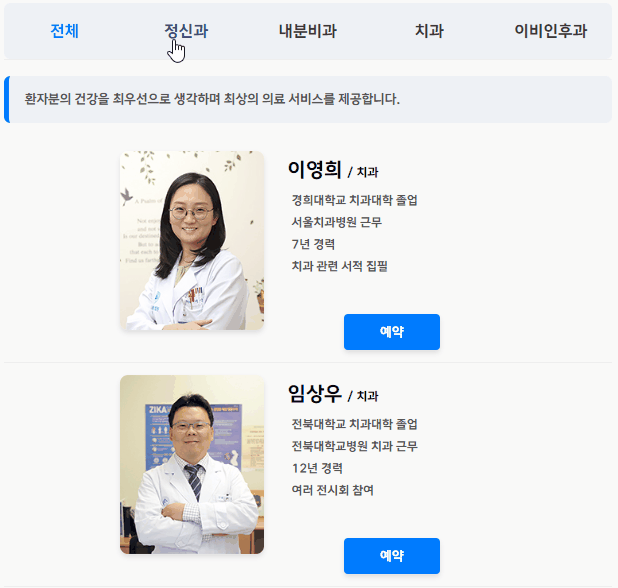 전체 정신과 내분비과 치과 이비인후과
환자분의 건강을 최우선으로 생각하며 최상의 의료 서비스를 제공합니다.
이영희 / 치과
경희대학교 치과대학 졸업
서울치과병원 근무
7년 경력
치과 관련 서적 집필
예약
임상우 / 치과
전북대학교 치과대학 졸업
전북대학교병원 치과 근무
12년 경력
여러 전시회 참여
예약
ZIKA